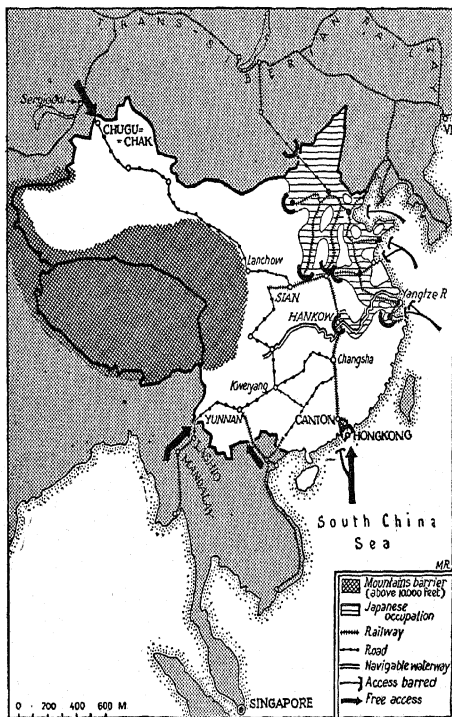 TRANS-SIBERIAN RAILWAY
Sergiopol
CHUGU=
=CHAK
Lanchow
SIAN
HANKOW
Yangtze R
Changsha
Kweiyang
YUNNAN
CANTON
HONGKONG
LASHIO
MANDALAY
South China
Sea
MR
Mountains barrier
(above 10,000 Feet)
Japanese
occupation
Railway
Road
Navigable waterway
Access barred
Free access
0 200 400 600 M.
SINGAPORE